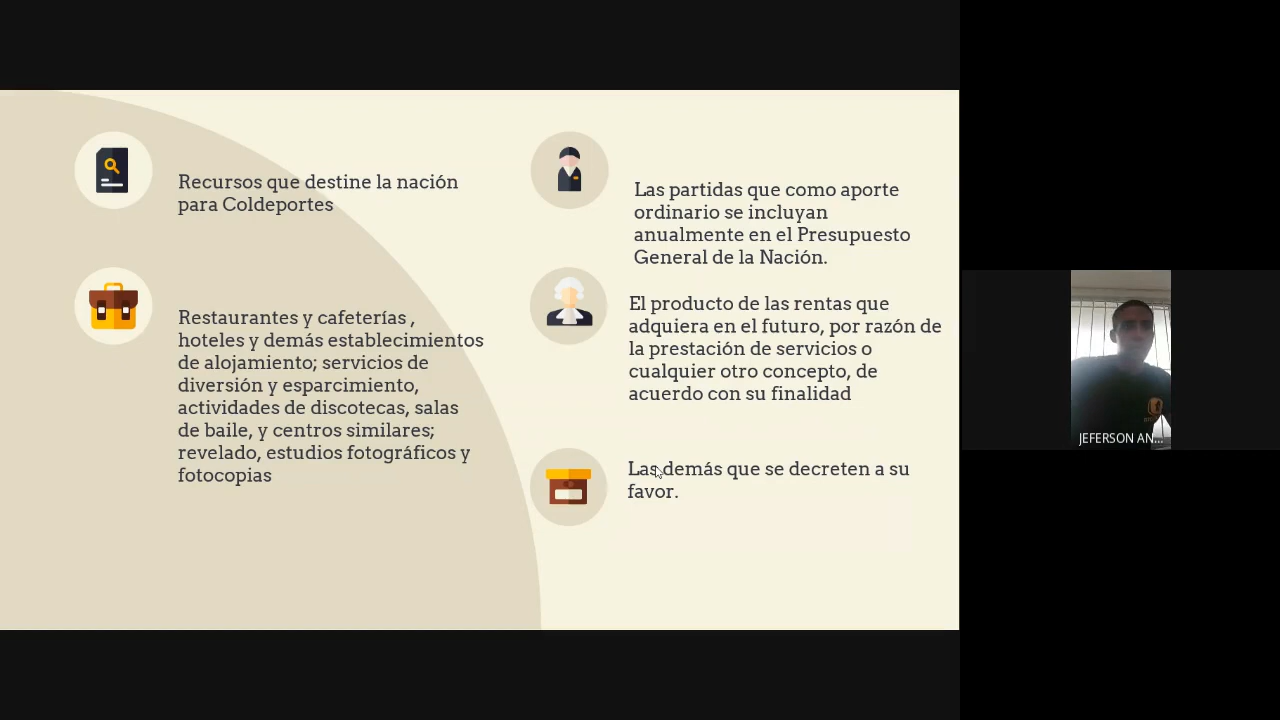 Recursos que destine la nación
para Coldeportes
Restaurantes y cafeterías ,
hoteles y demás establecimientos
de alojamiento; servicios de
diversión y esparcimiento,
actividades de discotecas, salas
de baile, y centros similares;
revelado, estudios fotográficos y
fotocopias
Las partidas que como aporte
ordinario se incluyan
anualmente en el Presupuesto
General de la Nación.
El producto de las rentas que
adquiera en el futuro, por razón de
la prestación de servicios o
cualquier otro concepto, de
acuerdo con su finalidad
Las demás que se decreten a su
favor.
JEFERSON AN...